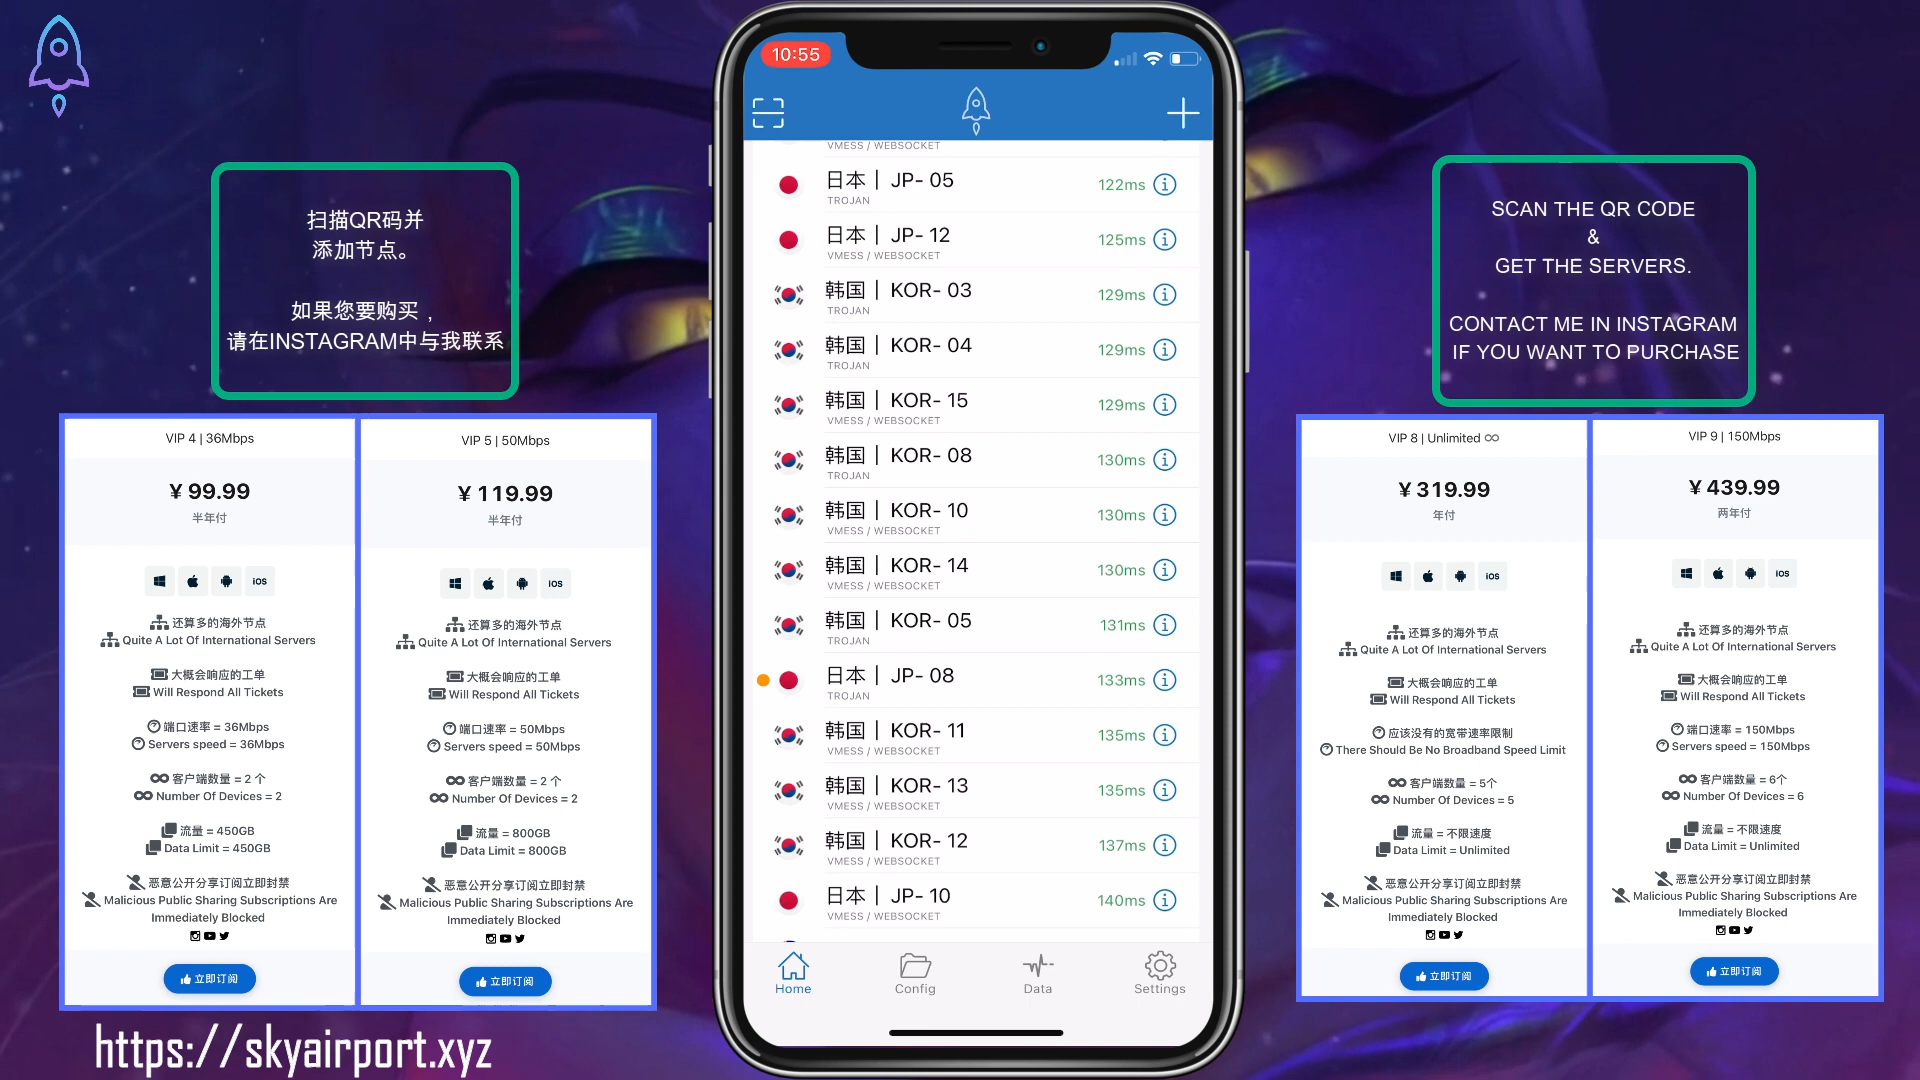 扫描QR码并
添加节点。
如果您要购买，
请在INSTAGRAM中与我联系
VIP 4 | 36Mbps
¥ 99.99
半年付
iOS
还算多的海外节点
Quite A Lot Of International Servers
大概会响应的工单
Will Respond All Tickets
端口速率 = 36Mbps
Servers speed = 36Mbps
客户端数量 = 2 个
Number Of Devices = 2
流量 = 450GB
Data Limit = 450GB
恶意公开分享订阅立即封禁
Malicious Public Sharing Subscriptions Are
Immediately Blocked
立即订阅
VIP 5 | 50Mbps
¥ 119.99
半年付
iOS
还算多的海外节点
Quite A Lot Of International Servers
大概会响应的工单
Will Respond All Tickets
端口速率 = 50Mbps
Servers speed = 50Mbps
客户端数量 = 2 个
Number Of Devices = 2
流量 = 800GB
Data Limit = 800GB
恶意公开分享订阅立即封禁
Malicious Public Sharing Subscriptions Are
Immediately Blocked
立即订阅
https://skyairport.xyz
10:55
VMESS / WEBSOCKET
日本 | JP- 05
122ms
TROJAN
日本 | JP- 12
125ms
VMESS / WEBSOCKET
韩国 | KOR- 03
129ms
TROJAN
韩国 | KOR- 04
129ms
TROJAN
韩国 | KOR- 15
129ms
VMESS / WEBSOCKET
韩国 | KOR- 08
130ms
TROJAN
韩国 | KOR- 10
130ms
VMESS / WEBSOCKET
韩国 | KOR- 14
130ms
VMESS / WEBSOCKET
韩国 | KOR- 05
131ms
TROJAN
日本 | JP- 08
133ms
TROJAN
韩国 | KOR- 11
135ms
VMESS / WEBSOCKET
韩国 | KOR- 13
135ms
VMESS / WEBSOCKET
韩国 | KOR- 12
137ms
VMESS / WEBSOCKET
日本 | JP- 10
140ms
VMESS / WEBSOCKET
Home
Config
Data
Settings
SCAN THE QR CODE
&
GET THE SERVERS.
CONTACT ME IN INSTAGRAM
IF YOU WANT TO PURCHASE
VIP 8 | Unlimited ∞
¥ 319.99
年付
iOS
还算多的海外节点
Quite A Lot Of International Servers
大概会响应的工单
Will Respond All Tickets
应该没有的宽带速率限制
There Should Be No Broadband Speed Limit
客户端数量 = 5个
Number Of Devices = 5
流量 = 不限速度
Data Limit = Unlimited
恶意公开分享订阅立即封禁
Malicious Public Sharing Subscriptions Are
Immediately Blocked
立即订阅
VIP 9 | 150Mbps
¥ 439.99
两年付
iOS
还算多的海外节点
Quite A Lot Of International Servers
大概会响应的工单
Will Respond All Tickets
端口速率 = 150Mbps
Servers speed = 150Mbps
客户端数量 = 6个
Number Of Devices = 6
流量 = 不限速度
Data Limit = Unlimited
恶意公开分享订阅立即封禁
Malicious Public Sharing Subscriptions Are
Immediately Blocked
立即订阅